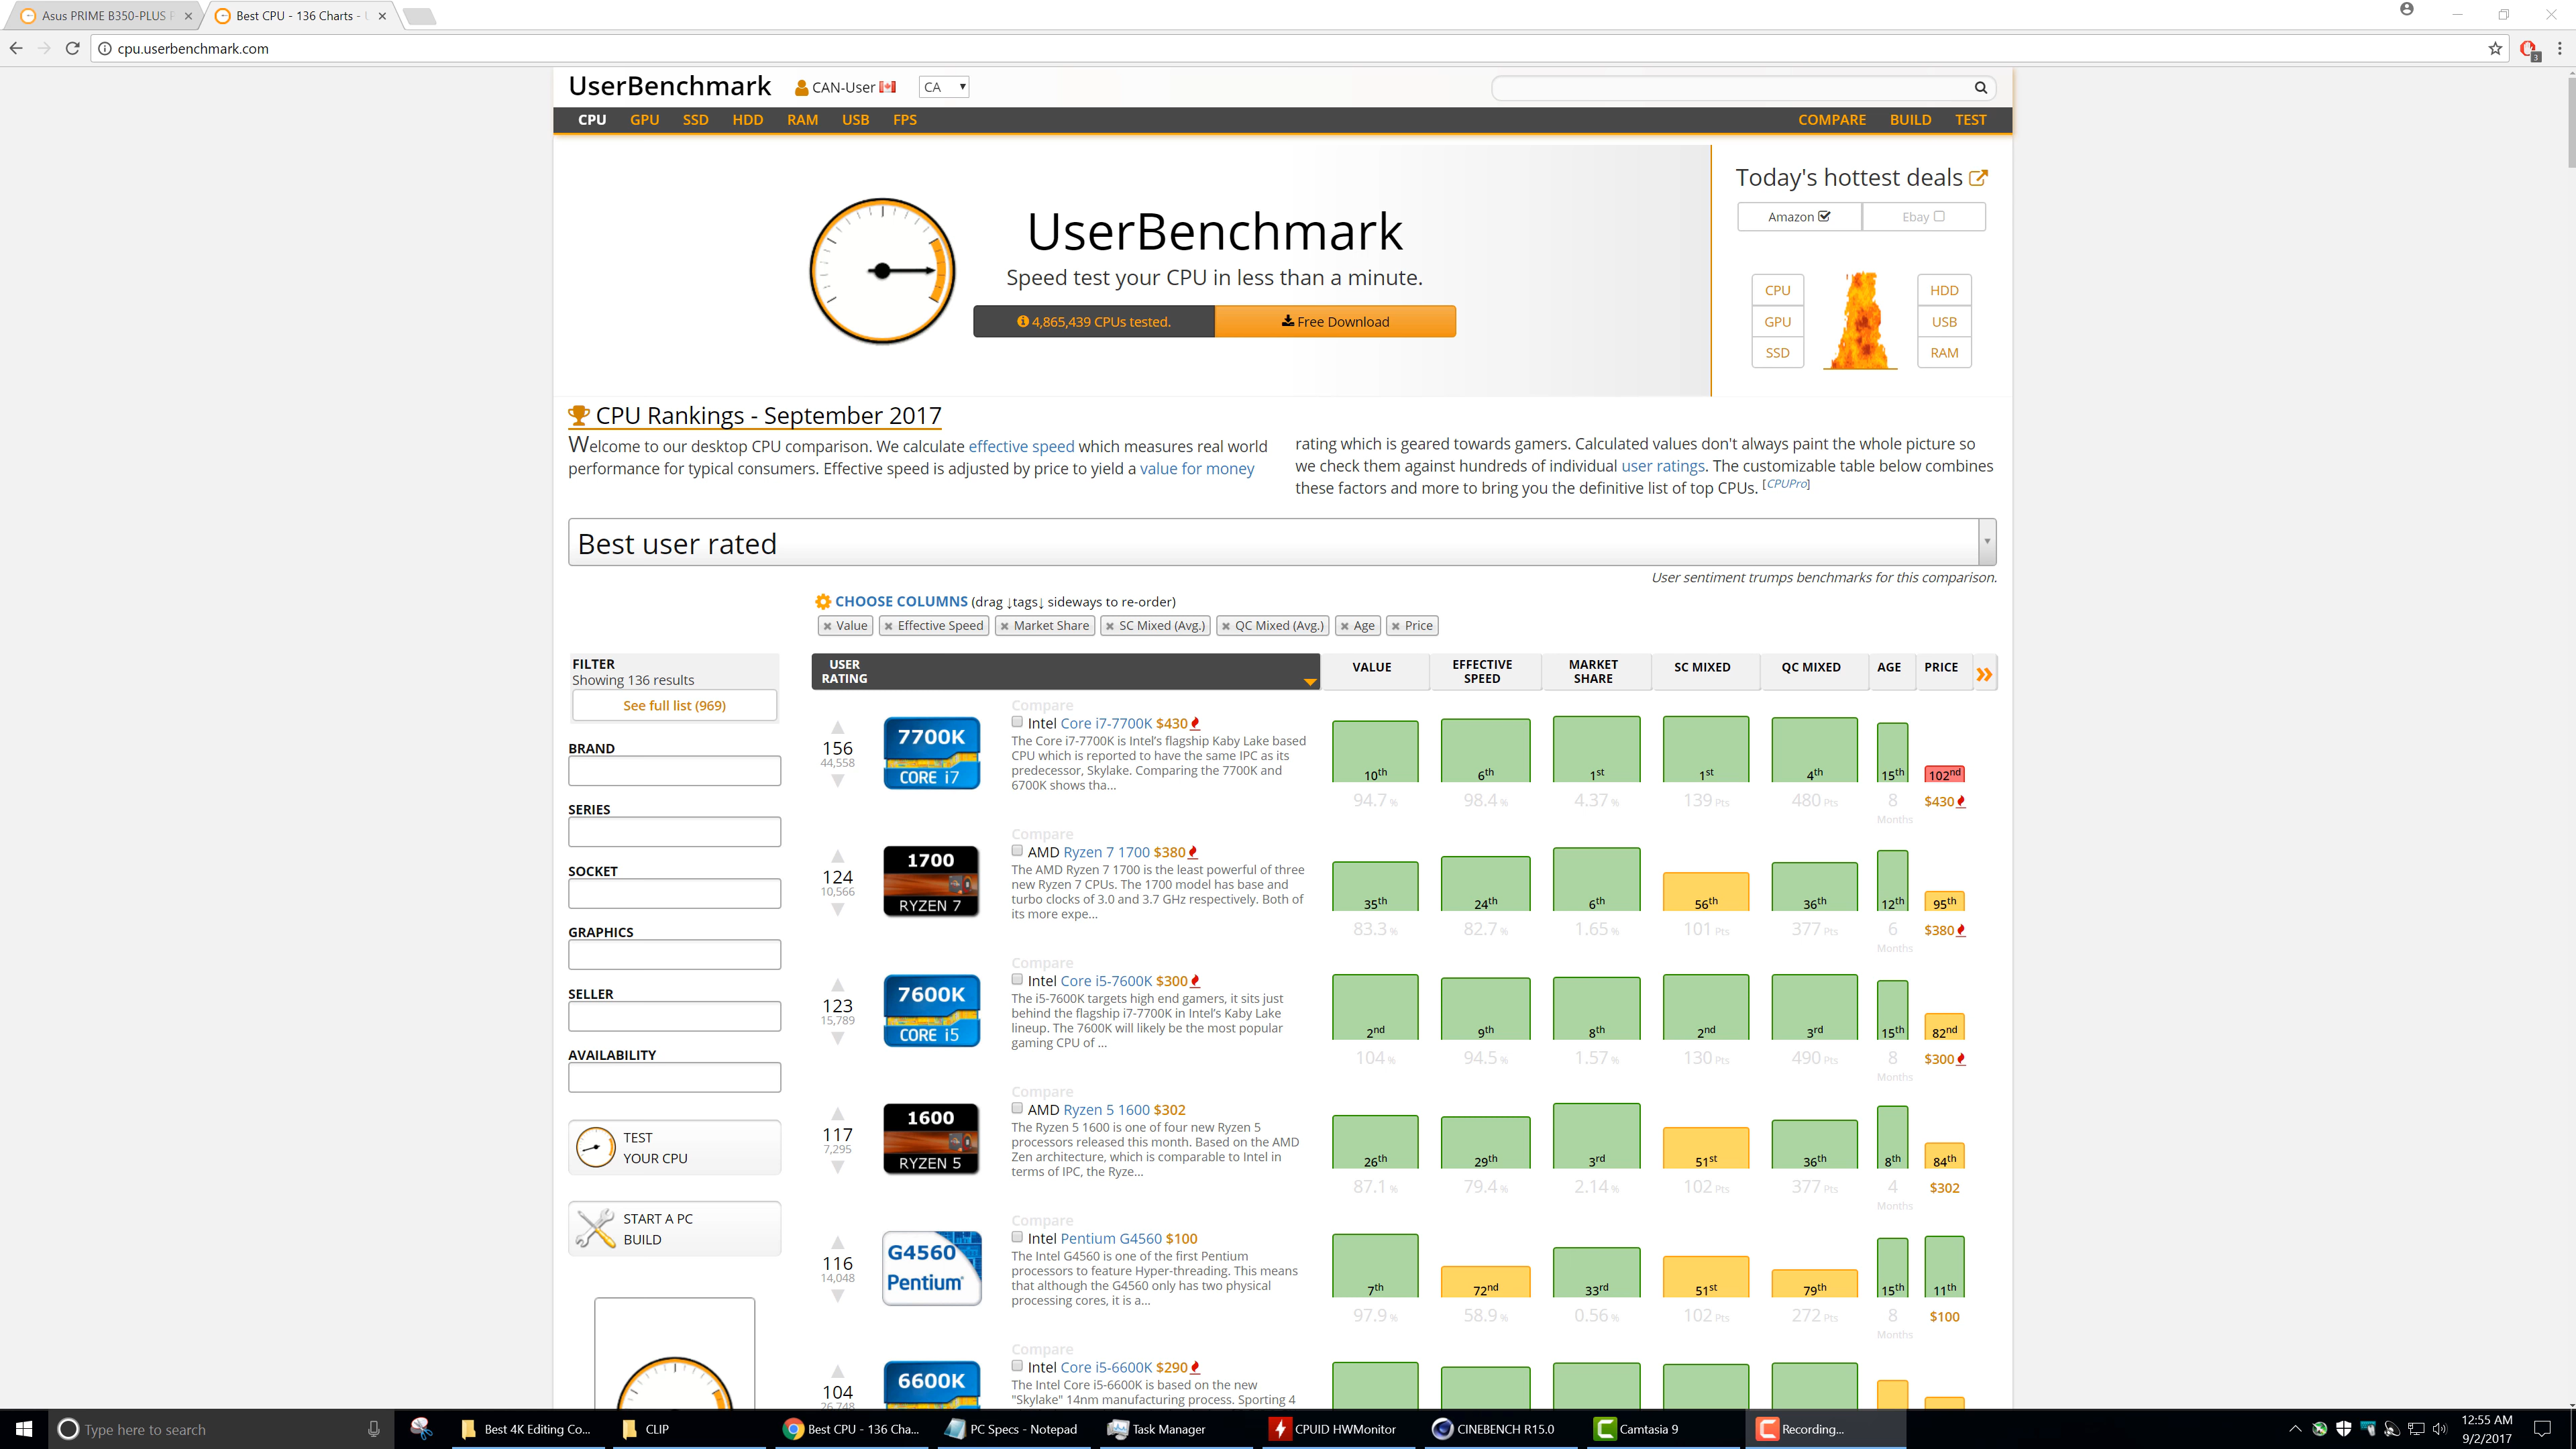 Asus PRIME B350-PLUS P
Best CPU - 136 Charts - U
cpu.userbenchmark.com
3
UserBenchmark
CAN-User
CA
CPU GPU SSD HDD RAM USB FPS
COMPARE BUILD TEST
UserBenchmark
Speed test your CPU in less than a minute.
4,865,439 CPUs tested.
Free Download
Today's hottest deals
Amazon
Ebay
CPU
HDD
GPU
USB
SSD
RAM
CPU Rankings - September 2017
Welcome to our desktop CPU comparison. We calculate effective speed which measures real world
performance for typical consumers. Effective speed is adjusted by price to yield a value for money
rating which is geared towards gamers. Calculated values don't always paint the whole picture so
we check them against hundreds of individual user ratings. The customizable table below combines
these factors and more to bring you the definitive list of top CPUs. [CPUPro]
Best user rated
User sentiment trumps benchmarks for this comparison.
CHOOSE COLUMNS (drag ↓tags↓ sideways to re-order)
× Value × Effective Speed × Market Share × SC Mixed (Avg.) × QC Mixed (Avg.) × Age × Price
FILTER
Showing 136 results
See full list (969)
BRAND
SERIES
SOCKET
GRAPHICS
SELLER
AVAILABILITY
TEST
YOUR CPU
START A PC
BUILD
USER
RATING
VALUE
EFFECTIVE
SPEED
MARKET
SHARE
SC MIXED
QC MIXED
AGE
PRICE
»
156
44,558
7700K
CORE i7
Compare
Intel Core i7-7700K $430
The Core i7-7700K is Intel's flagship Kaby Lake based
CPU which is reported to have the same IPC as its
predecessor, Skylake. Comparing the 7700K and
6700K shows tha...
10th 6th 1st 1st 4th 15th 102nd
94.7 % 98.4 % 4.37 % 139 Pts 480 Pts 8 $430
Months
124
10,566
1700
RYZEN 7
Compare
AMD Ryzen 7 1700 $380
The AMD Ryzen 7 1700 is the least powerful of three
new Ryzen 7 CPUs. The 1700 model has base and
turbo clocks of 3.0 and 3.7 GHz respectively. Both of
its more expe...
35th 24th 6th 56th 36th 12th 95th
83.3 % 82.7 % 1.65 % 101 Pts 377 Pts 6 $380
Months
123
15,789
7600K
CORE i5
Compare
Intel Core i5-7600K $300
The i5-7600K targets high end gamers, it sits just
behind the flagship i7-7700K in Intel's Kaby Lake
lineup. The 7600K will likely be the most popular
gaming CPU of ...
2nd 9th 8th 2nd 3rd 15th 82nd
104 % 94.5 % 1.57 % 130 Pts 490 Pts 8 $300
Months
117
7,295
1600
RYZEN 5
Compare
AMD Ryzen 5 1600 $302
The Ryzen 5 1600 is one of four new Ryzen 5
processors released this month. Based on the AMD
Zen architecture, which is comparable to Intel in
terms of IPC, the Ryze...
26th 29th 3rd 51st 36th 8th 84th
87.1 % 79.4 % 2.14 % 102 Pts 377 Pts 4 $302
Months
116
14,048
G4560
Pentium
Compare
Intel Pentium G4560 $100
The Intel G4560 is one of the first Pentium
processors to feature Hyper-threading. This means
that although the G4560 only has two physical
processing cores, it is a...
7th 72nd 33rd 51st 79th 15th 11th
97.9 % 58.9 % 0.56 % 102 Pts 272 Pts 8 $100
Months
104
26,748
6600K
Compare
Intel Core i5-6600K $290
The Intel Core i5-6600K is based on the new
"Skylake" 14nm manufacturing process. Sporting 4
Type here to search
Best 4K Editing Co...
CLIP
Best CPU - 136 Cha...
PC Specs - Notepad
Task Manager
CPUID HWMonitor
CINEBENCH R15.0
Camtasia 9
Recording...
12:55 AM
9/2/2017